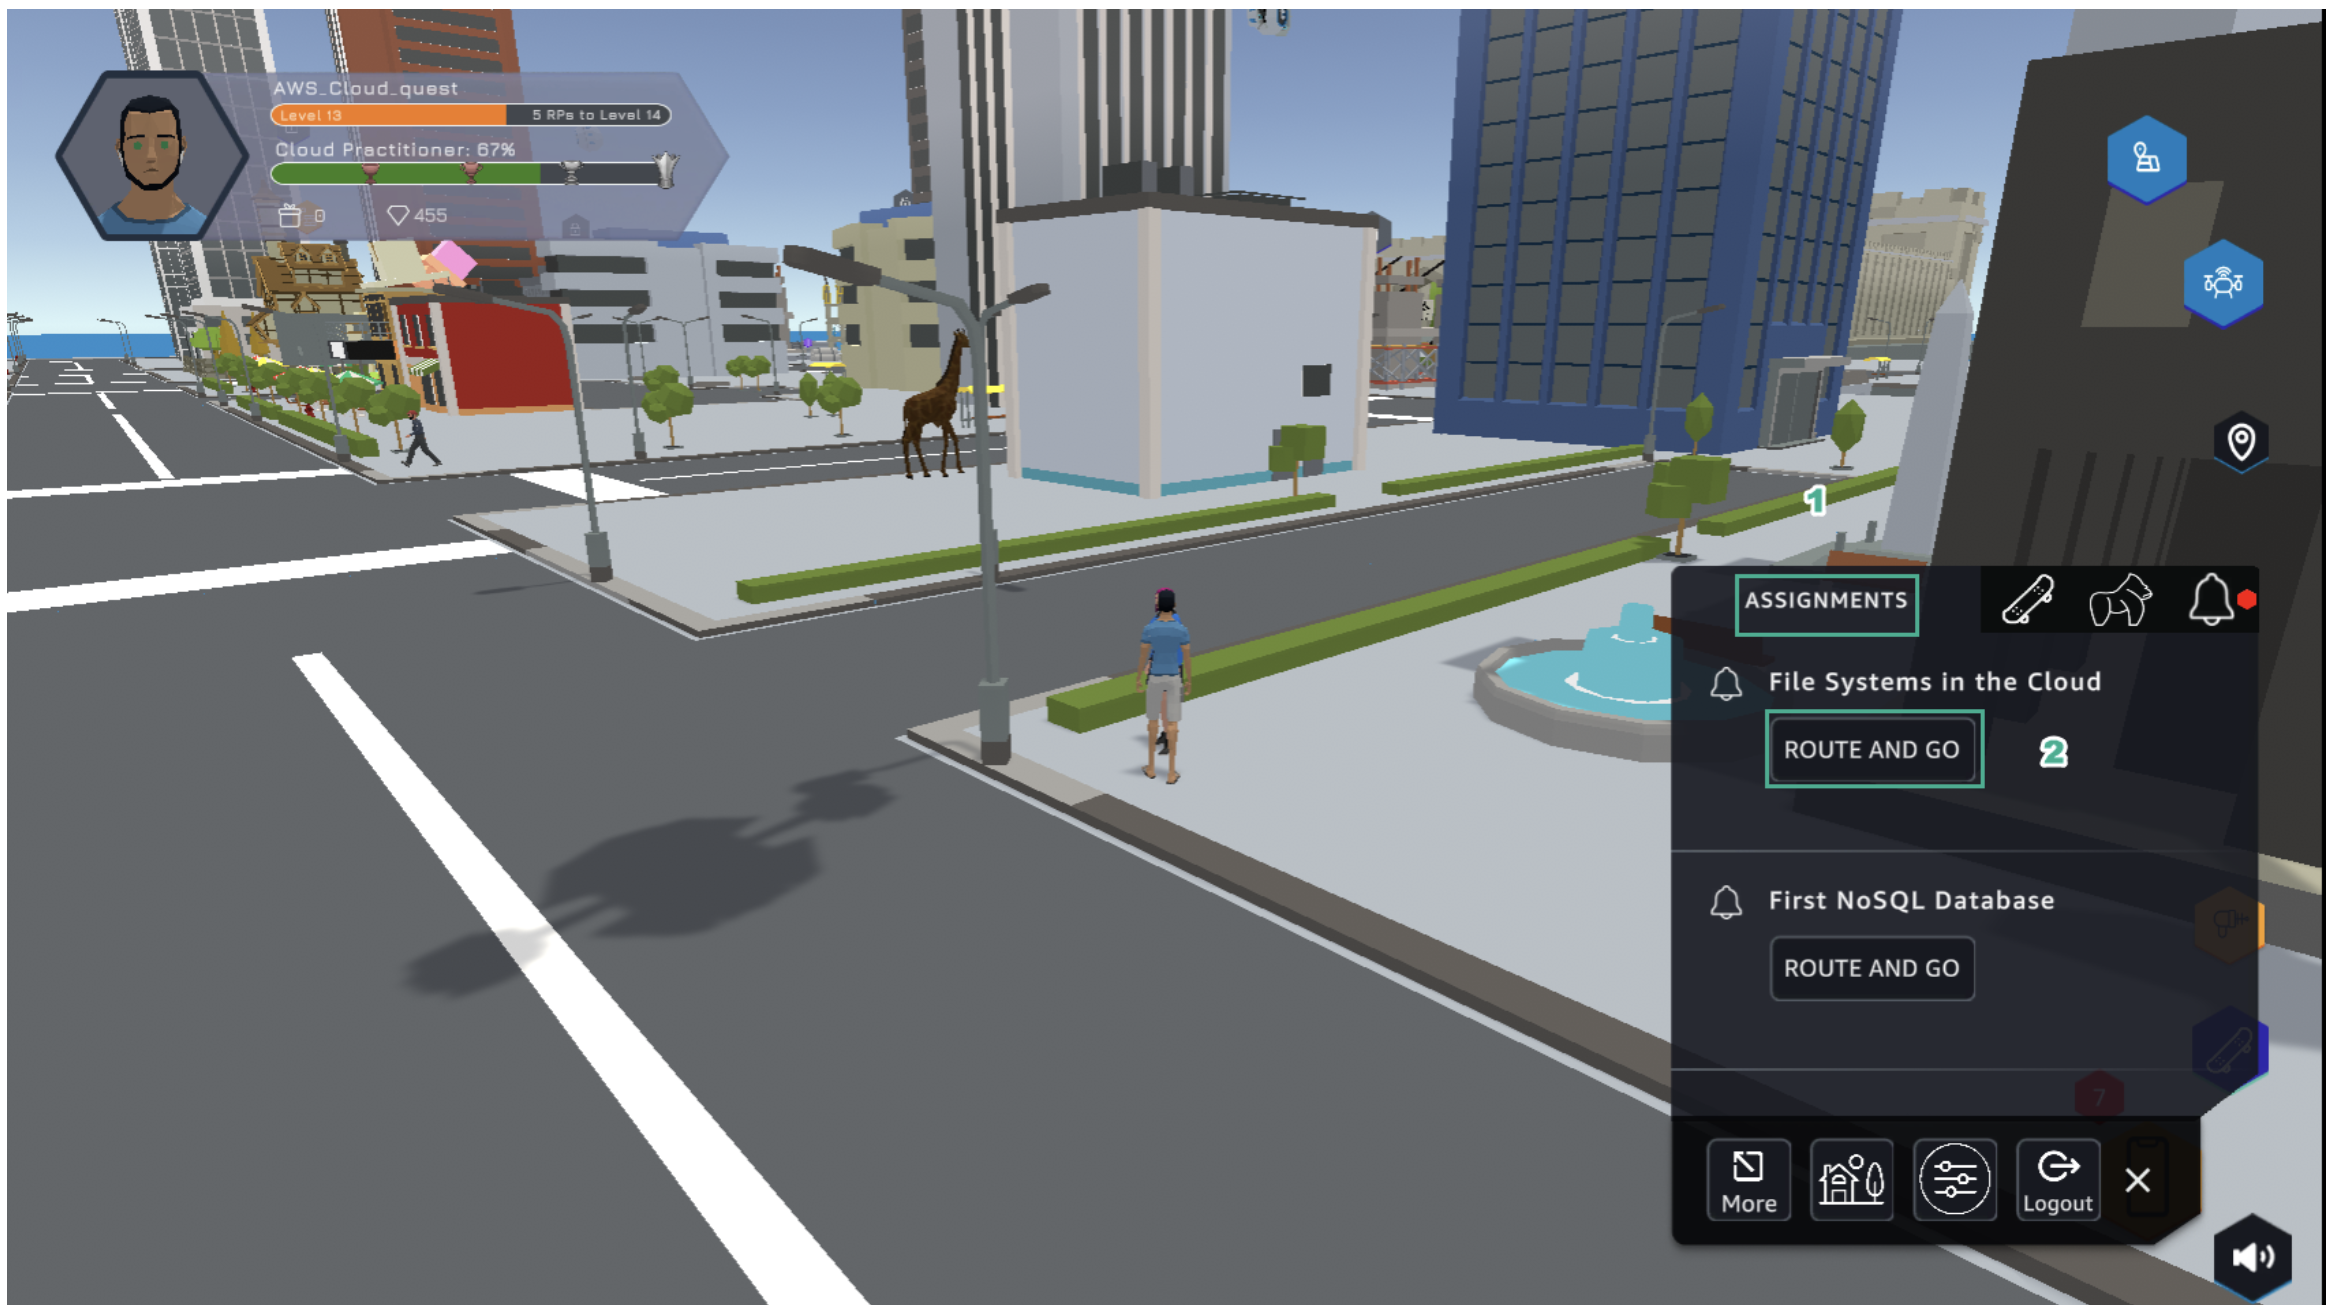 AWS_Cloud_quest
Level 13
5 RPs to Level 14
Cloud Practitioner: 67%
0
455
1
ASSIGNMENTS
File Systems in the Cloud
ROUTE AND GO
2
First NoSQL Database
ROUTE AND GO
7
More
Logout